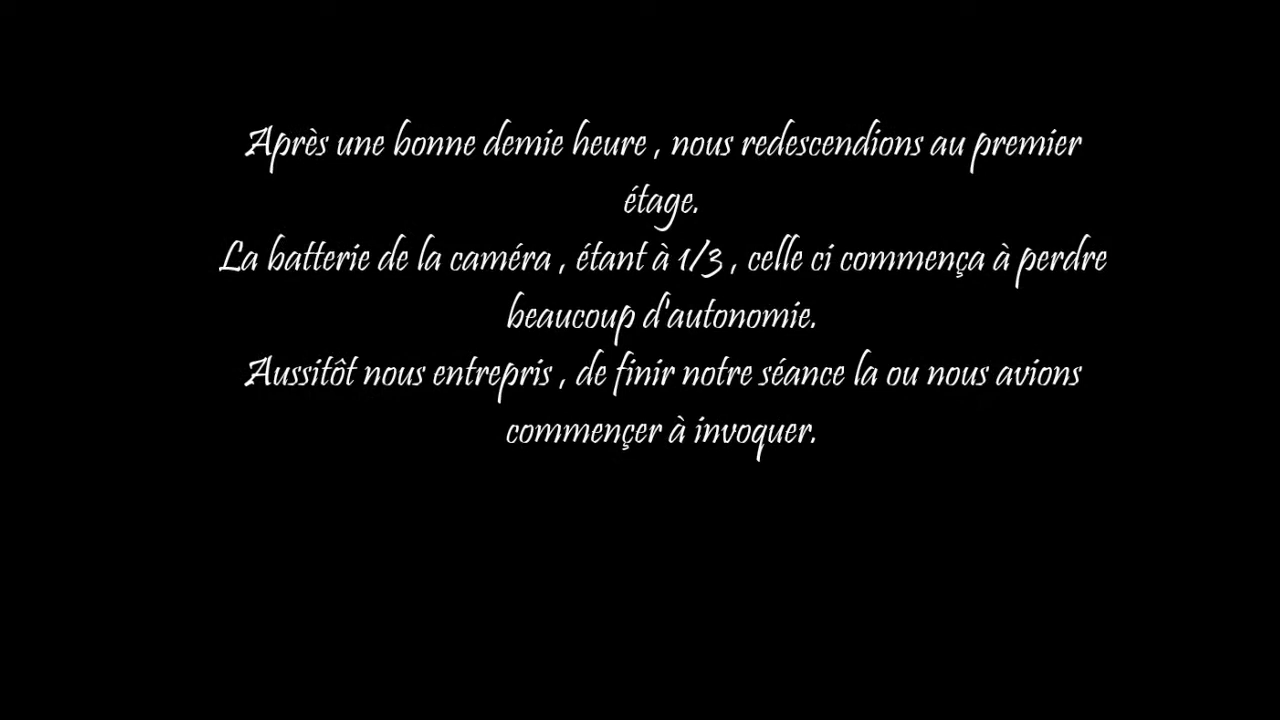 Après une bonne demie heure , nous redescendions au premier
étage.
La batterie de la caméra , étant à 1/3 , celle ci commença à perdre
beaucoup d'autonomie.
Aussitôt nous entrepris , de finir notre séance la ou nous avions
commençer à invoquer.